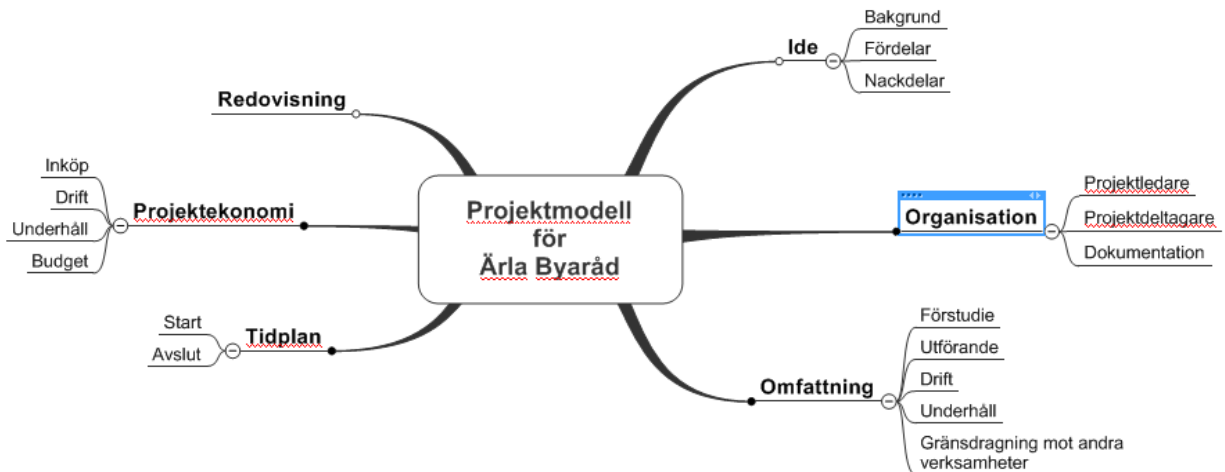 Projektmodell
för
Ärla Byaråd
Ide
Bakgrund
Fördelar
Nackdelar
Organisation
Projektledare
Projektdeltagare
Dokumentation
Omfattning
Förstudie
Utförande
Drift
Underhåll
Gränsdragning mot andra
verksamheter
Redovisning
Projektekonomi
Inköp
Drift
Underhåll
Budget
Tidplan
Start
Avslut